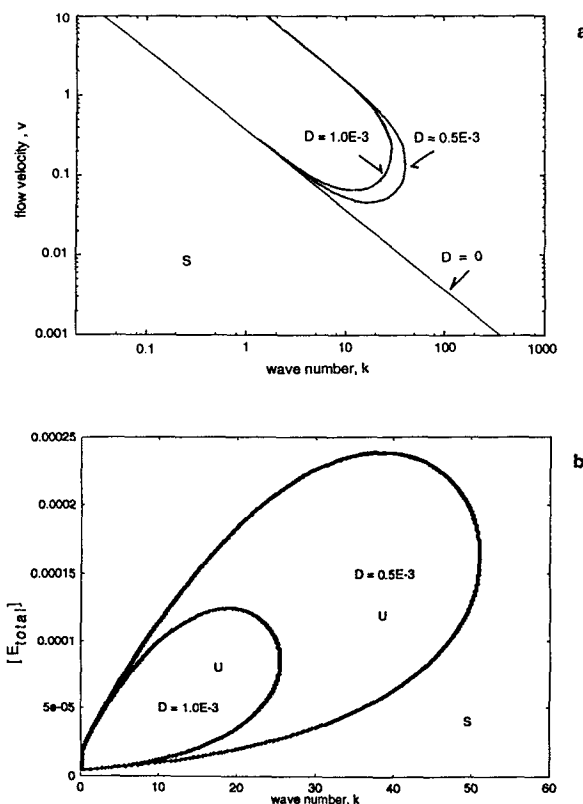 a
10
1
0.1
0.01
0.001
flow velocity , v
D = 1.0E-3
D = 0.5E-3
D = 0
S
0.1
1
10
100
1000
wave number, k
b
0.00025
0.0002
0.00015
0.0001
5e-05
0
[E_total]
D = 0.5E-3
U
U
D = 1.0E-3
S
0
10
20
30
40
50
60
wave number, k